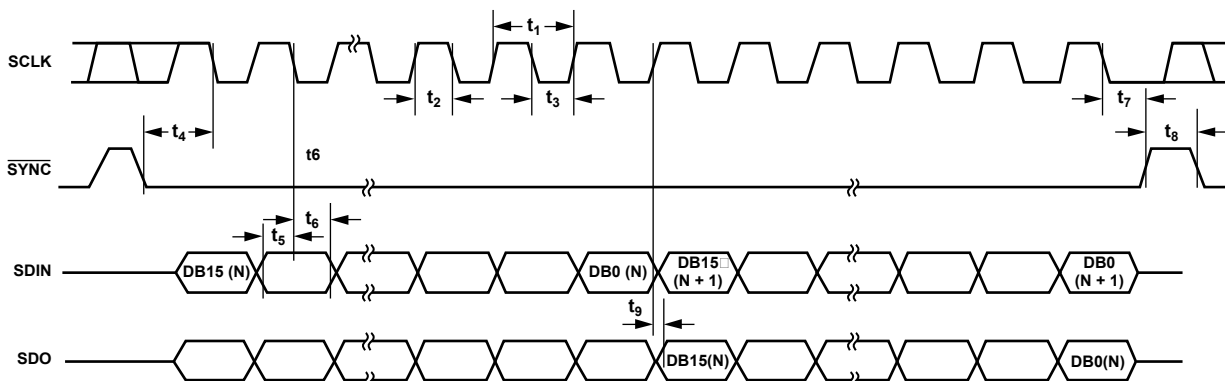 t1
SCLK
t2
t3
t7
t4
t8
t6
SYNC
t6
t5
SDIN
DB15 (N)
DB0 (N)
DB15□
(N + 1)
DB0
(N + 1)
t9
SDO
DB15(N)
DB0(N)